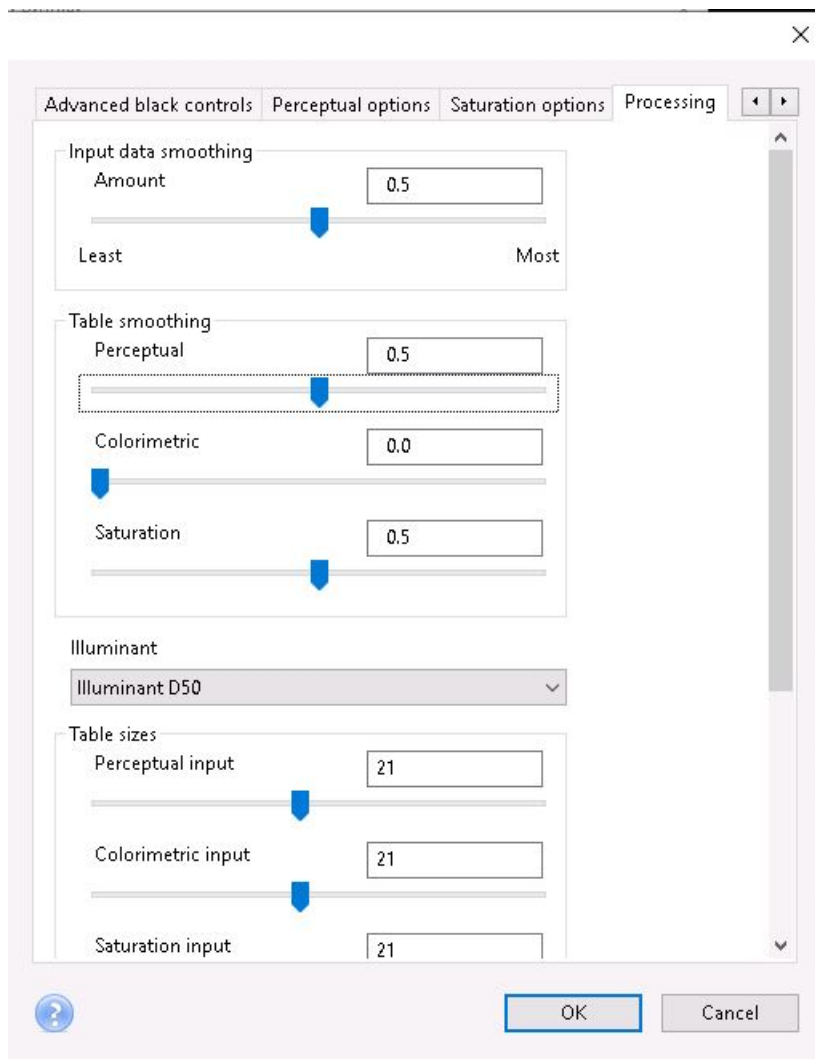 Advanced black controls Perceptual options Saturation options Processing
Input data smoothing
Amount 0.5
Least Most
Table smoothing
Perceptual 0.5
Colorimetric 0.0
Saturation 0.5
Illuminant
Illuminant D50
Table sizes
Perceptual input 21
Colorimetric input 21
Saturation input 21
? OK Cancel